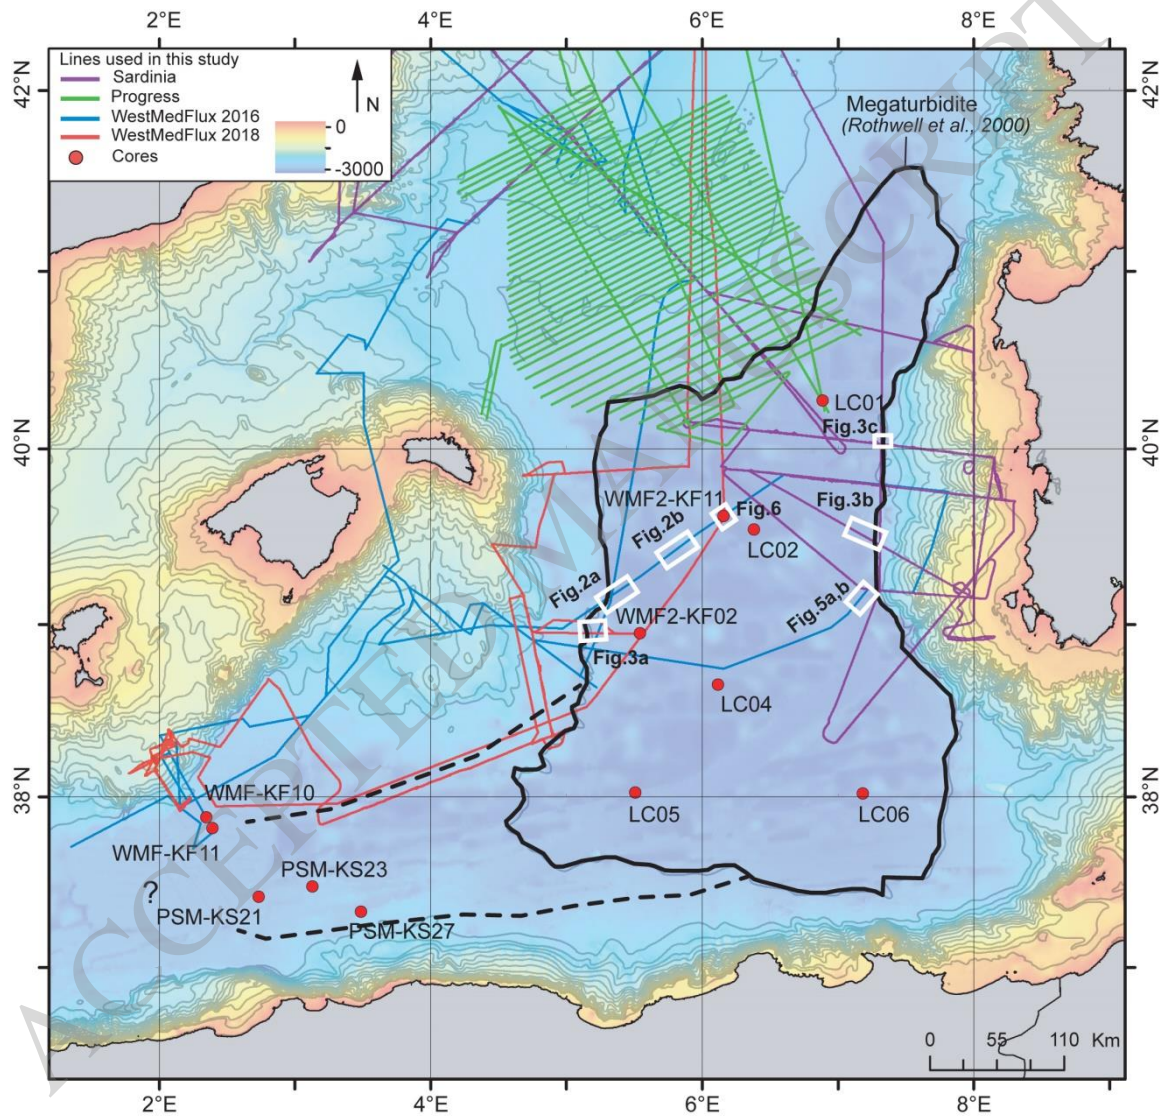 2°E 4°E 6°E 8°E
42°N
42°N
Lines used in this study
Sardinia
Progress
WestMedFlux 2016
WestMedFlux 2018
Cores
N
0
-3000
Megaturbidite
(Rothwell et al., 2000)
LC01
Fig.3c
40°N
40°N
WMF2-KF11
Fig.6
Fig.3b
Fig.2b
LC02
Fig.2a
WMF2-KF02
Fig.5a,b
Fig.3a
LC04
38°N
38°N
WMF-KF10
LC05
LC06
WMF-KF11
PSM-KS23
?
PSM-KS21
PSM-KS27
0 55 110 Km
2°E 4°E 6°E 8°E
ACCEPTED MANUSCRIPT